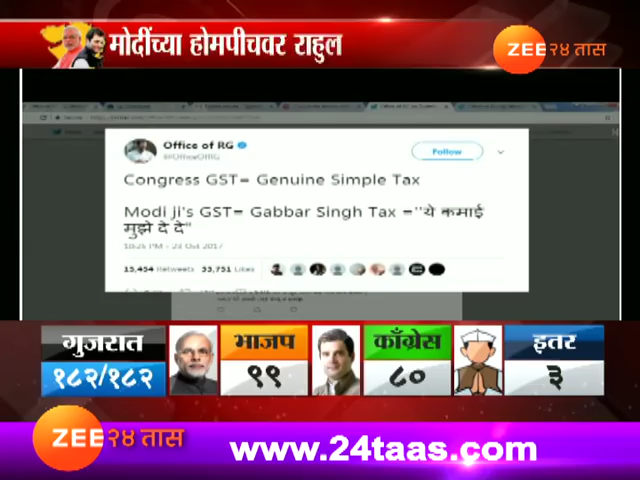 मोदींच्या होमपीचवर राहुल
ZEE २४ तास
Office of RG
@OfficeOfRG
Follow
Congress GST= Genuine Simple Tax
Modi ji's GST= Gabbar Singh Tax =''ये कमाई
मुझे दे दे"
10:26 PM - 23 Oct 2017
15,454 Retweets 33,751 Likes
गुजरात
१८२/१८२
भाजप
९९
काँग्रेस
८०
इतर
३
ZEE २४ तास
www.24taas.com